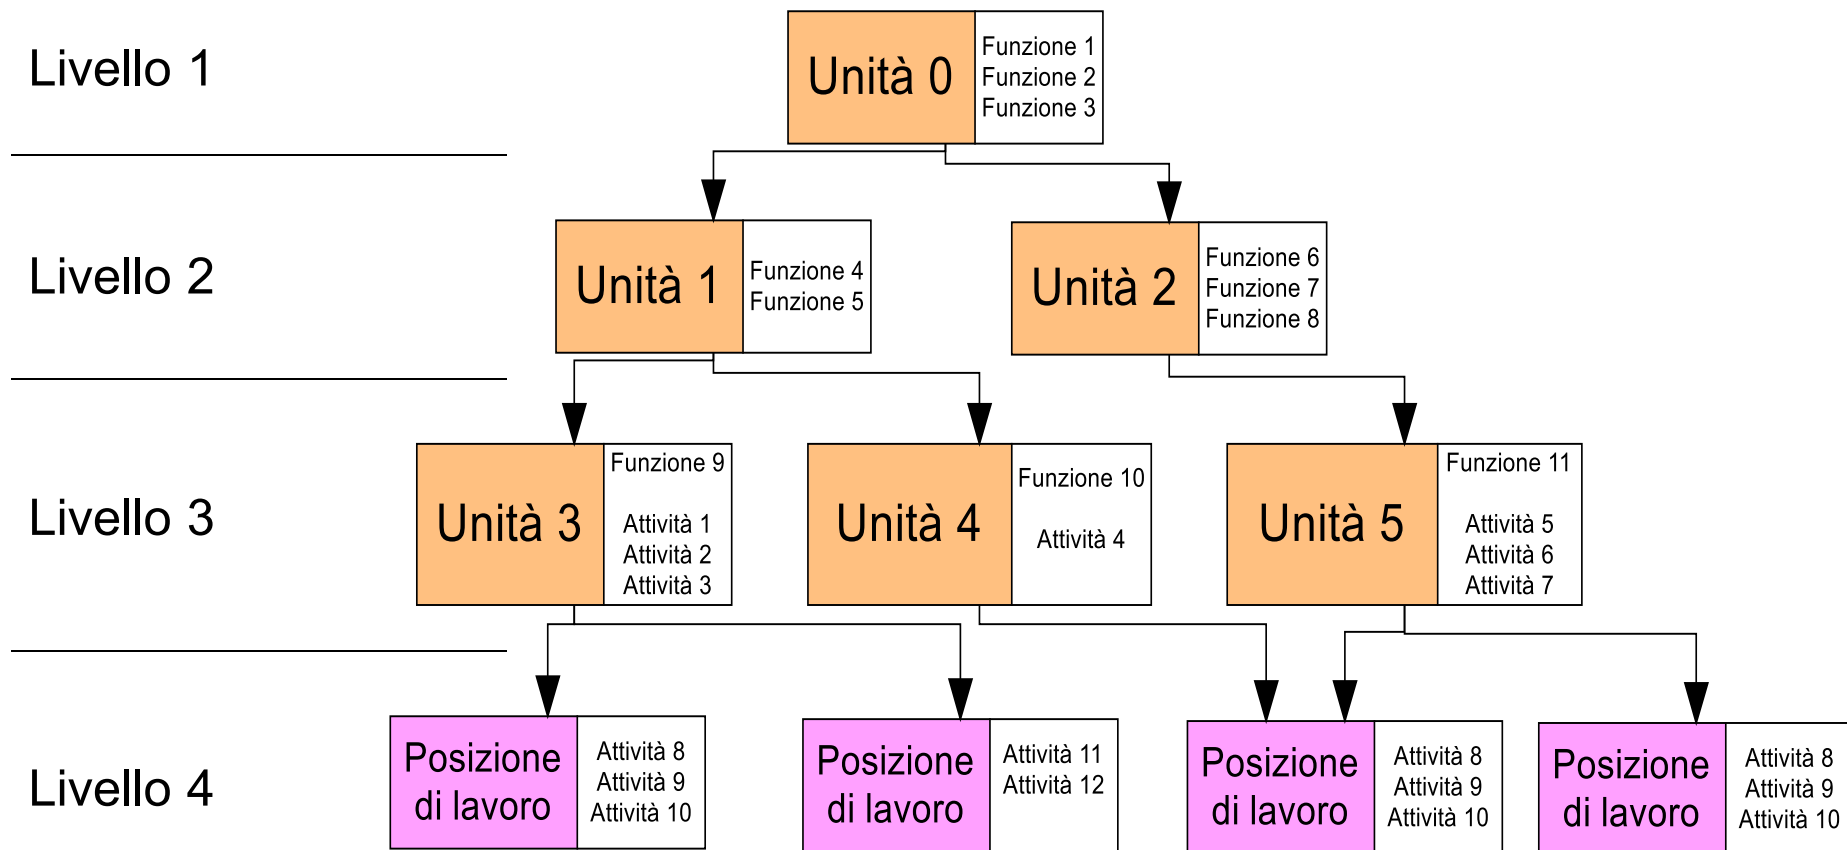 Livello 1
Unità 0
Funzione 1
Funzione 2
Funzione 3
Livello 2
Unità 1
Funzione 4
Funzione 5
Unità 2
Funzione 6
Funzione 7
Funzione 8
Livello 3
Unità 3
Funzione 9
Attività 1
Attività 2
Attività 3
Unità 4
Funzione 10
Attività 4
Unità 5
Funzione 11
Attività 5
Attività 6
Attività 7
Livello 4
Posizione
di lavoro
Attività 8
Attività 9
Attività 10
Posizione
di lavoro
Attività 11
Attività 12
Posizione
di lavoro
Attività 8
Attività 9
Attività 10
Posizione
di lavoro
Attività 8
Attività 9
Attività 10